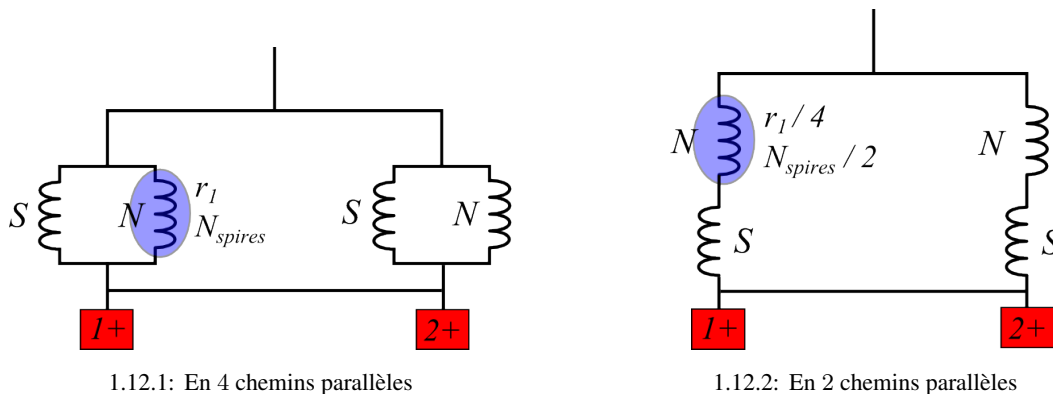 S
N
r1
Nspires
S
N
1+
2+
1.12.1: En 4 chemins parallèles
N
r1 / 4
Nspires / 2
S
N
S
1+
2+
1.12.2: En 2 chemins parallèles